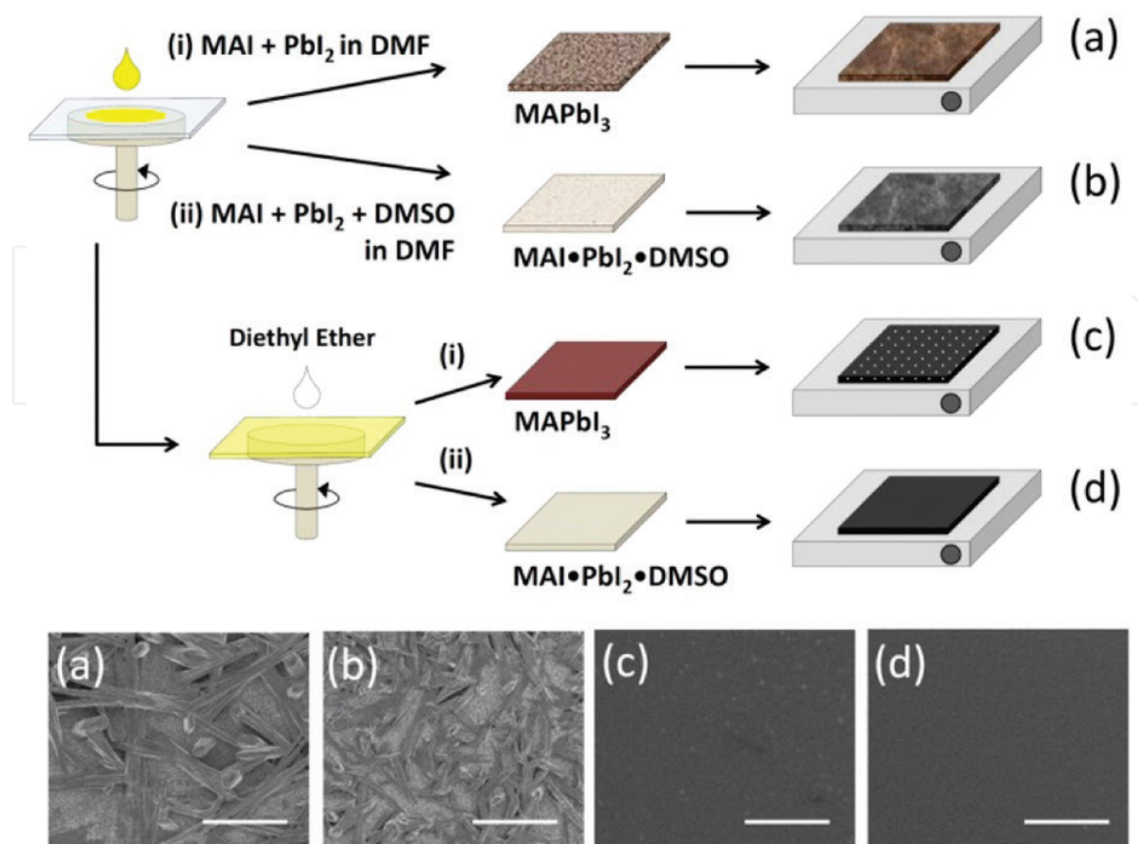 (i) MAI + PbI₂ in DMF
(a)
MAPbI₃
(b)
(ii) MAI + PbI₂ + DMSO
in DMF
MAI•PbI₂•DMSO
Diethyl Ether
(i)
(c)
MAPbI₃
(ii)
(d)
MAI•PbI₂•DMSO
(a)
(b)
(c)
(d)